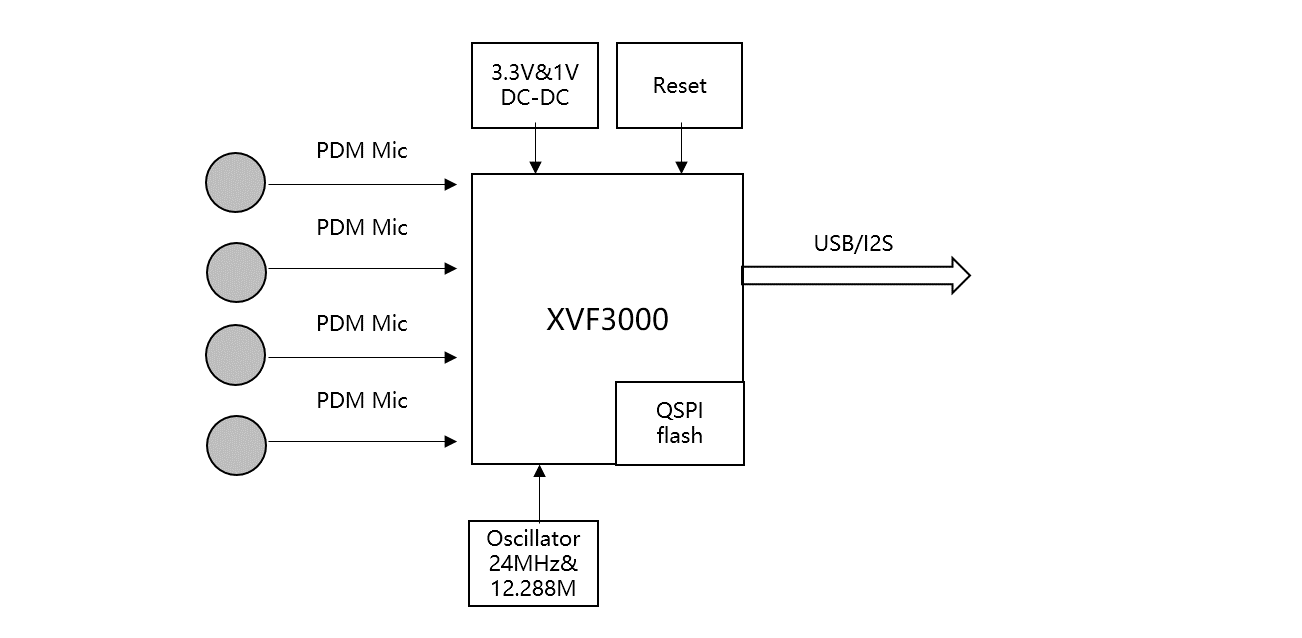 3.3V&1V
DC-DC
Reset
PDM Mic
PDM Mic
PDM Mic
PDM Mic
USB/I2S
XVF3000
QSPI
flash
Oscillator
24MHz&
12.288M